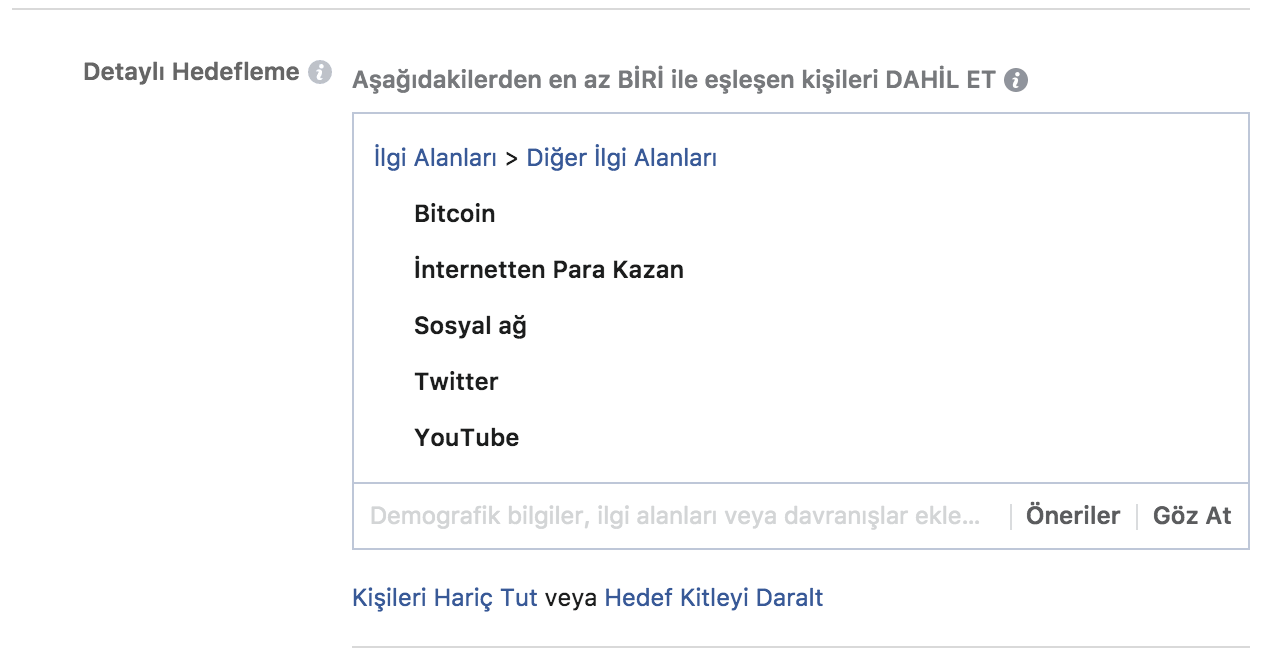 Detaylı Hedefleme
Aşağıdakilerden en az BİRİ ile eşleşen kişileri DAHİL ET
İlgi Alanları > Diğer İlgi Alanları
Bitcoin
İnternetten Para Kazan
Sosyal ağ
Twitter
YouTube
Demografik bilgiler, ilgi alanları veya davranışlar ekle... | Öneriler | Göz At
Kişileri Hariç Tut veya Hedef Kitleyi Daralt